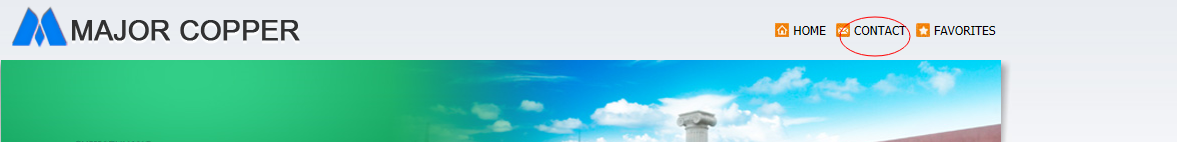 MAJOR COPPER
HOME CONTACT FAVORITES